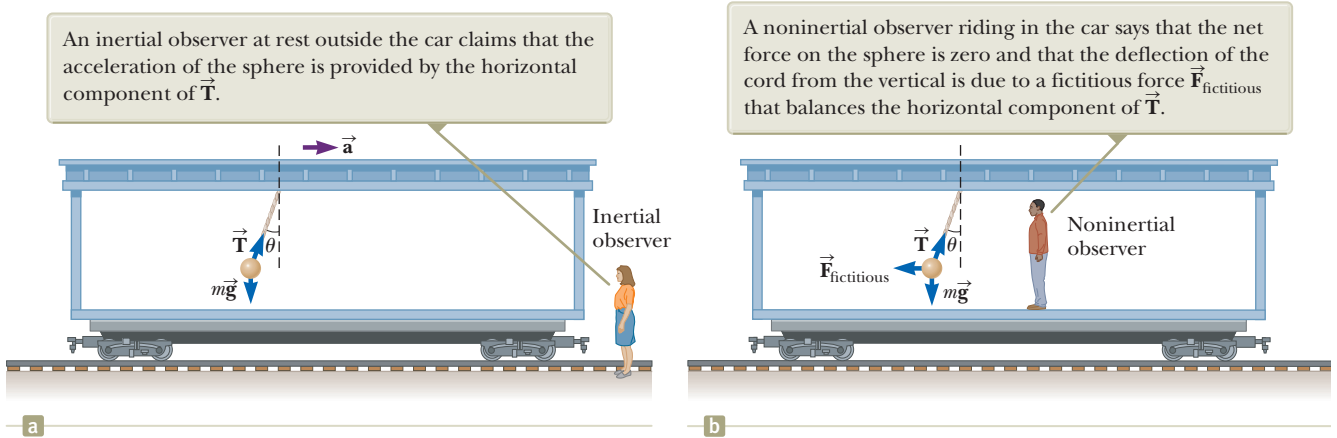 An inertial observer at rest outside the car claims that the
acceleration of the sphere is provided by the horizontal
component of T⃗.
a⃗
Inertial
observer
T⃗
θ
mg⃗
a
A noninertial observer riding in the car says that the net
force on the sphere is zero and that the deflection of the
cord from the vertical is due to a fictitious force F⃗fictitious
that balances the horizontal component of T⃗.
Noninertial
observer
T⃗
θ
F⃗fictitious
mg⃗
b